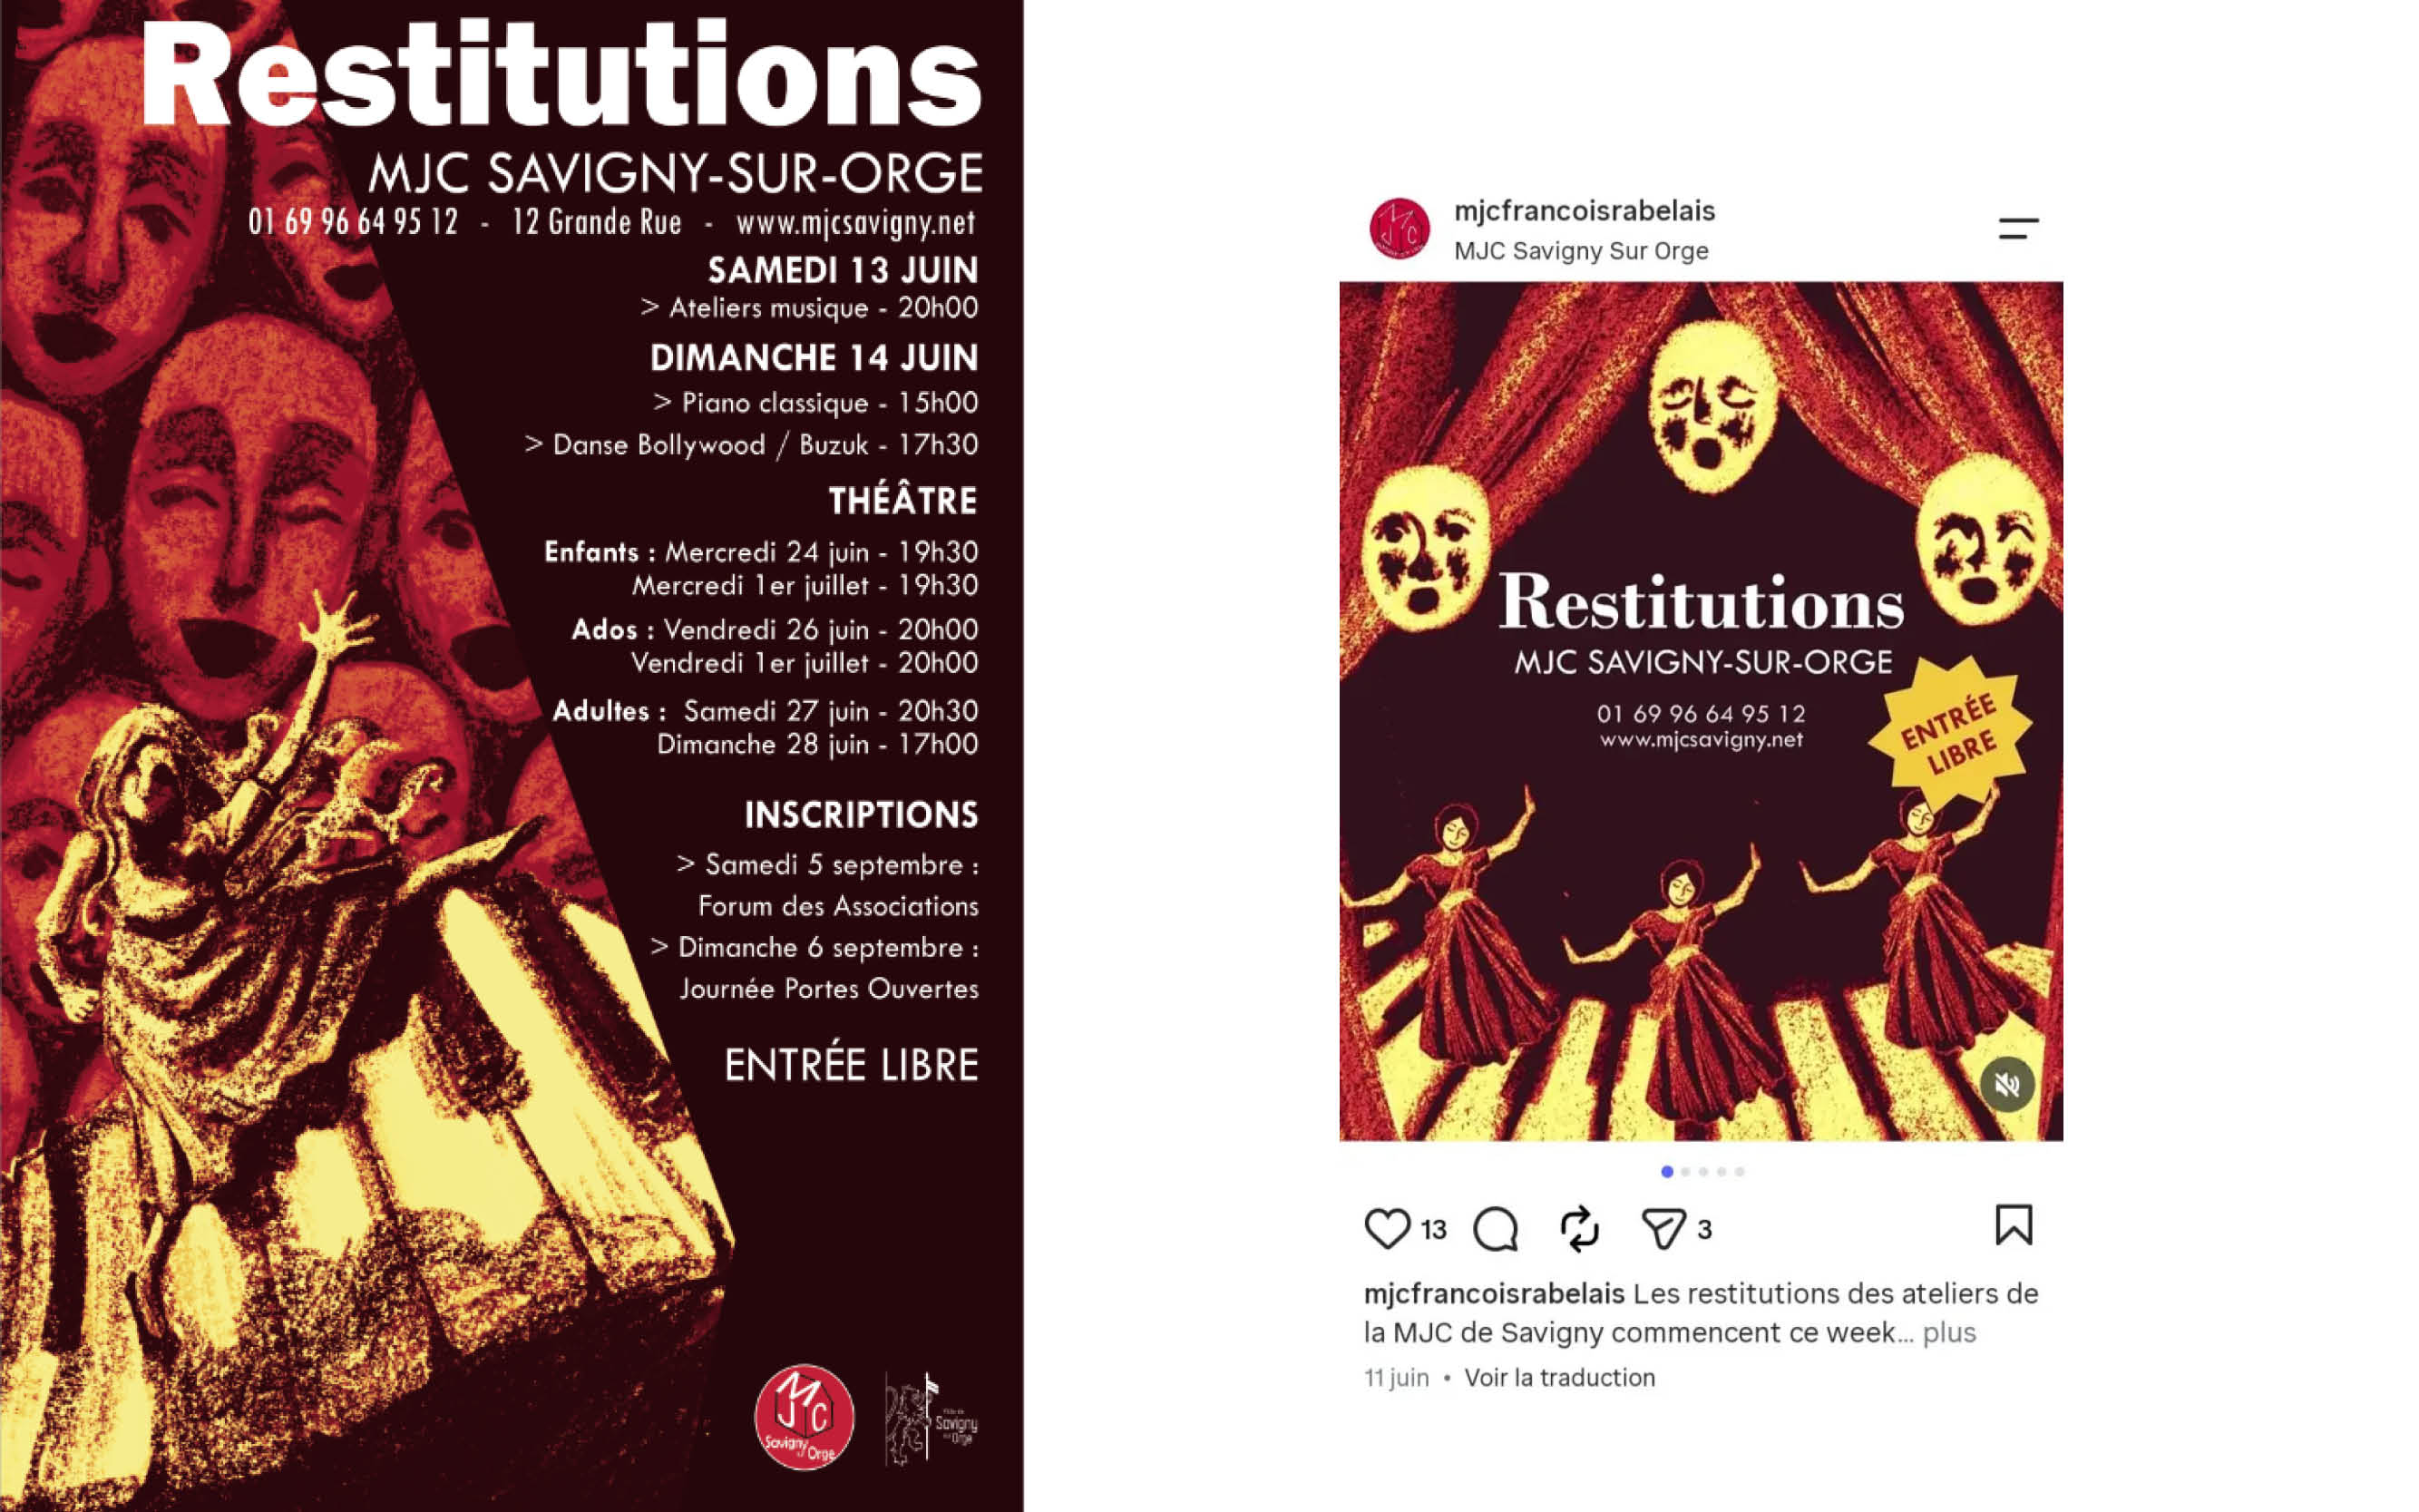 Restitutions
MJC SAVIGNY-SUR-ORGE
01 69 96 64 95 12 - 12 Grande Rue - www.mjcsavigny.net
SAMEDI 13 JUIN
> Ateliers musique - 20h00
DIMANCHE 14 JUIN
> Piano classique - 15h00
> Danse Bollywood / Buzuk - 17h30
THÉÂTRE
Enfants : Mercredi 24 juin - 19h30
Mercredi 1er juillet - 19h30
Ados : Vendredi 26 juin - 20h00
Vendredi 1er juillet - 20h00
Adultes : Samedi 27 juin - 20h30
Dimanche 28 juin - 17h00
INSCRIPTIONS
> Samedi 5 septembre :
Forum des Associations
> Dimanche 6 septembre :
Journée Portes Ouvertes
ENTRÉE LIBRE
MJC
Savigny
Orge
Savigny
Orge
mjcfrancoisrabelais
MJC Savigny Sur Orge
MJC
Restitutions
MJC SAVIGNY-SUR-ORGE
01 69 96 64 95 12
www.mjcsavigny.net
ENTRÉE
LIBRE
13
3
mjcfrancoisrabelais Les restitutions des ateliers de
la MJC de Savigny commencent ce week... plus
11 juin • Voir la traduction